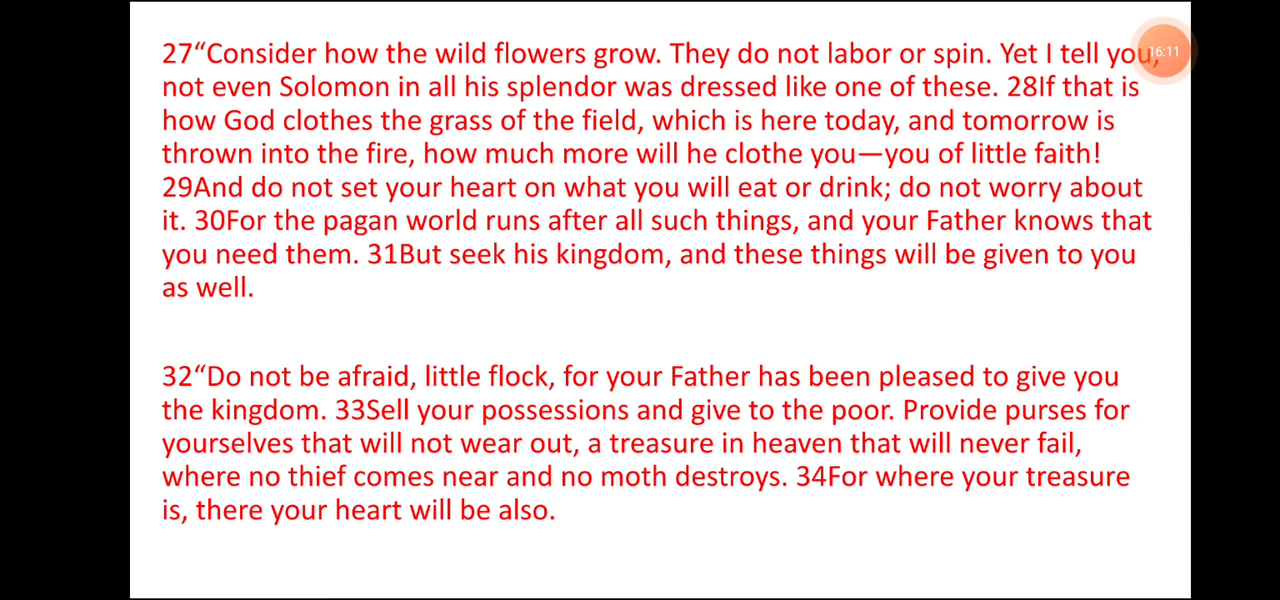 27“Consider how the wild flowers grow. They do not labor or spin. Yet I tell you,
16:11
not even Solomon in all his splendor was dressed like one of these. 28If that is
how God clothes the grass of the field, which is here today, and tomorrow is
thrown into the fire, how much more will he clothe you—you of little faith!
29And do not set your heart on what you will eat or drink; do not worry about
it. 30For the pagan world runs after all such things, and your Father knows that
you need them. 31But seek his kingdom, and these things will be given to you
as well.
32“Do not be afraid, little flock, for your Father has been pleased to give you
the kingdom. 33Sell your possessions and give to the poor. Provide purses for
yourselves that will not wear out, a treasure in heaven that will never fail,
where no thief comes near and no moth destroys. 34For where your treasure
is, there your heart will be also.